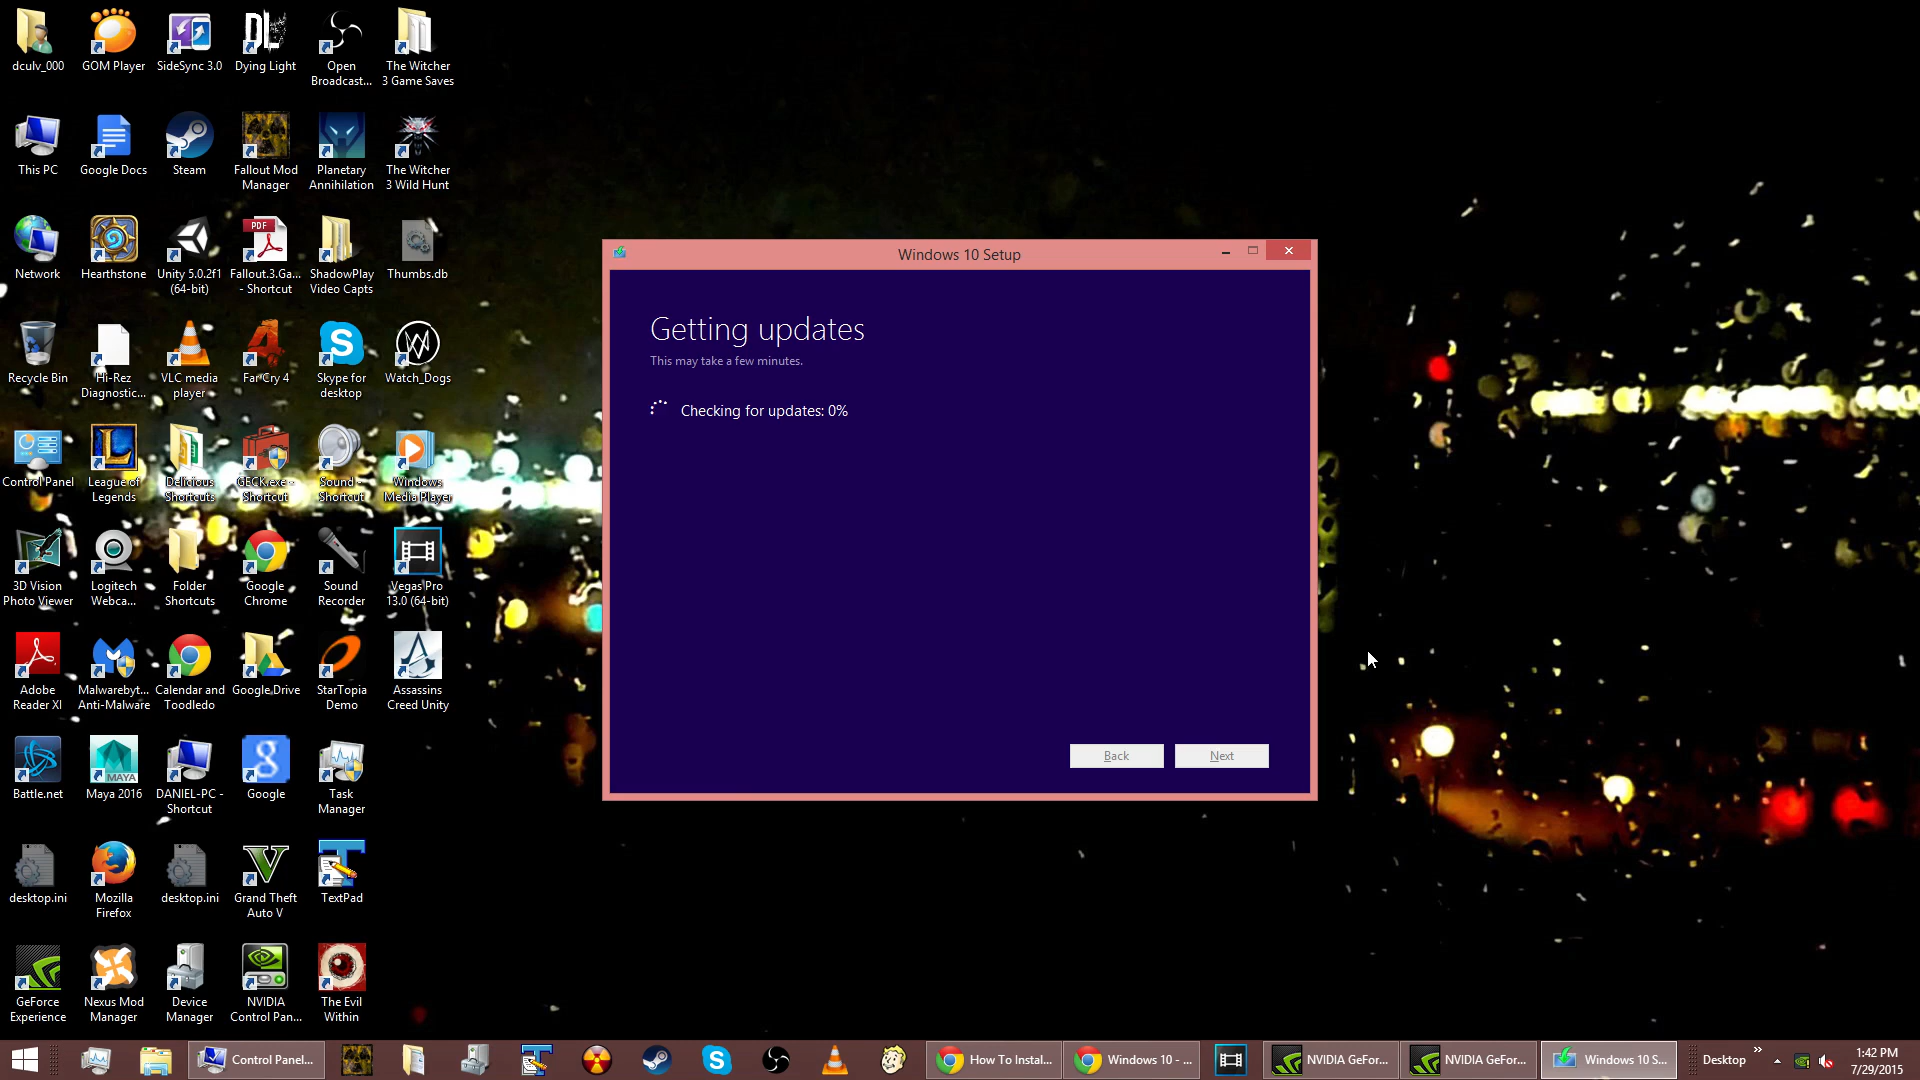 dculv_000
GOM Player
SideSync 3.0
DL
Dying Light
Open
Broadcast...
The Witcher
3 Game Saves
This PC
Google Docs
Steam
Fallout Mod
Manager
Planetary
Annihilation
The Witcher
3 Wild Hunt
Network
Hearthstone
Unity 5.0.2f1
(64-bit)
PDF
Fallout.3.Ga...
- Shortcut
ShadowPlay
Video Capts
Thumbs.db
Recycle Bin
Hi-Rez
Diagnostic...
VLC media
player
Far Cry 4
Skype for
desktop
Watch_Dogs
Control Panel
League of
Legends
Delicious
Shortcuts
GECK.exe -
Shortcut
Sound -
Shortcut
Windows
Media Player
3D Vision
Photo Viewer
Logitech
Webca...
Folder
Shortcuts
Google
Chrome
Sound
Recorder
Vegas Pro
13.0 (64-bit)
Adobe
Reader XI
Malwarebyt...
Anti-Malware
Calendar and
Toodledo
Google Drive
StarTopia
Demo
Assassins
Creed Unity
Battle.net
MAYA
Maya 2016
DANIEL-PC -
Shortcut
Google
Task
Manager
desktop.ini
Mozilla
Firefox
desktop.ini
Grand Theft
Auto V
TextPad
GeForce
Experience
Nexus Mod
Manager
Device
Manager
NVIDIA
Control Pan...
The Evil
Within
Windows 10 Setup
Getting updates
This may take a few minutes.
Checking for updates: 0%
Back
Next
Control Panel...
How To Instal...
Windows 10 - ...
NVIDIA GeFor...
NVIDIA GeFor...
Windows 10 S...
Desktop
1:42 PM
7/29/2015